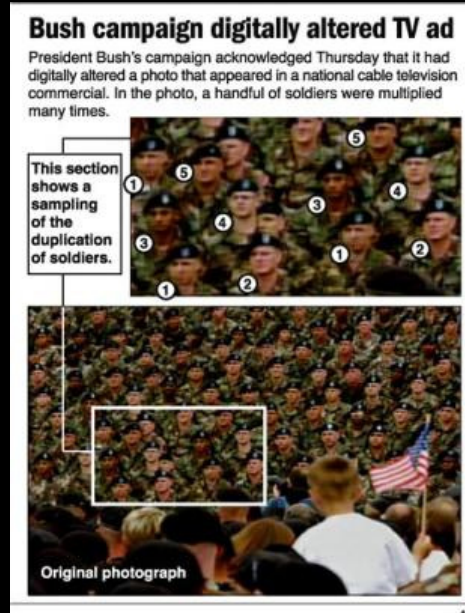 Bush campaign digitally altered TV ad
President Bush's campaign acknowledged Thursday that it had
digitally altered a photo that appeared in a national cable television
commercial. In the photo, a handful of soldiers were multiplied
many times.
This section
shows a
sampling
of the
duplication
of soldiers.
5
1
5
4
3
4
3
1
2
1
2
Original photograph